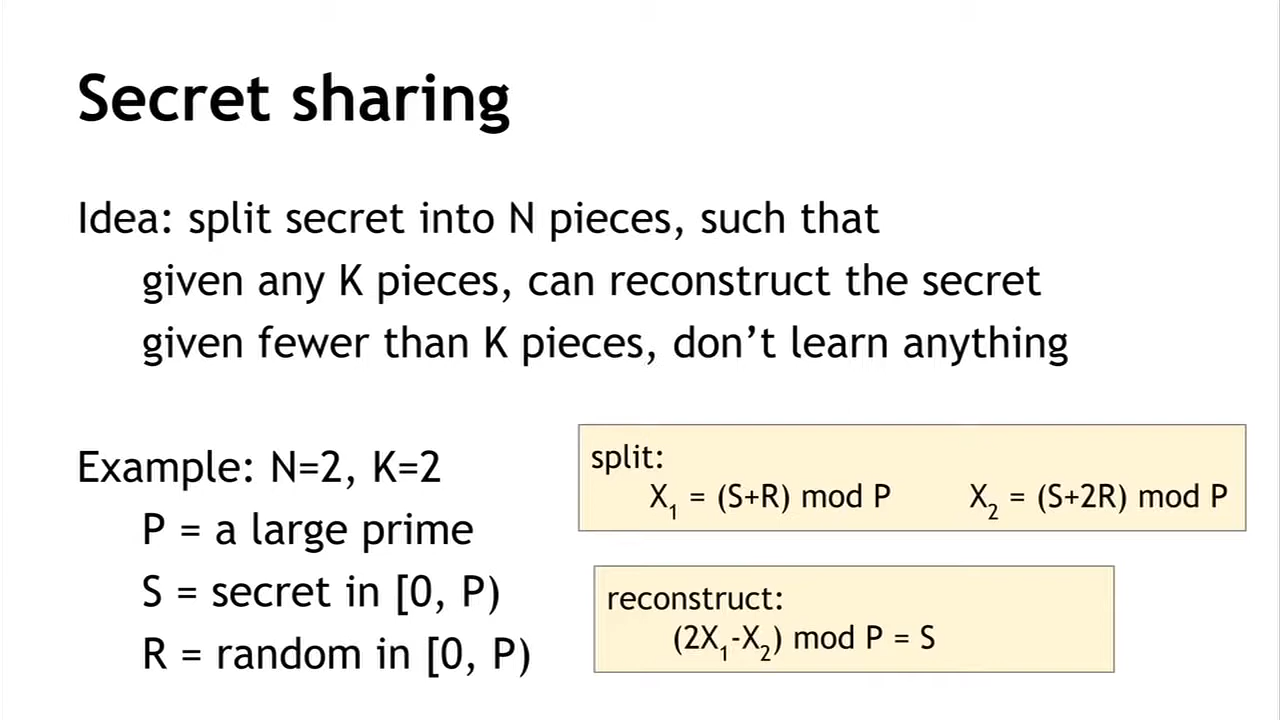 Secret sharing
Idea: split secret into N pieces, such that
given any K pieces, can reconstruct the secret
given fewer than K pieces, don’t learn anything
Example: N=2, K=2
P = a large prime
S = secret in [0, P)
R = random in [0, P)
split:
X₁ = (S+R) mod P X₂ = (S+2R) mod P
reconstruct:
(2X₁-X₂) mod P = S